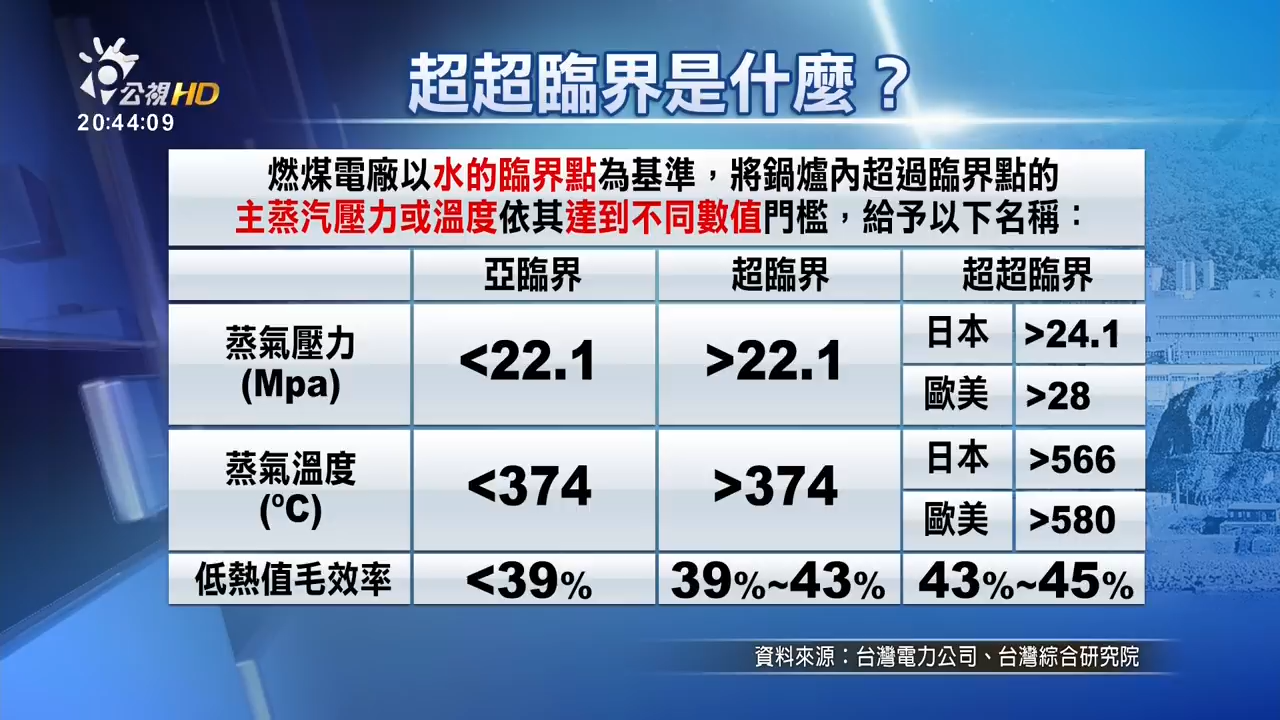 公視HD
20:44:09
超超臨界是什麼？
燃煤電廠以水的臨界點為基準，將鍋爐內超過臨界點的
主蒸汽壓力或溫度依其達到不同數值門檻，給予以下名稱：
亞臨界 超臨界 超超臨界
蒸氣壓力
(Mpa)
<22.1 >22.1
日本 >24.1
歐美 >28
蒸氣溫度
(ºC)
<374 >374
日本 >566
歐美 >580
低熱值毛效率 <39% 39%~43% 43%~45%
資料來源：台灣電力公司、台灣綜合研究院